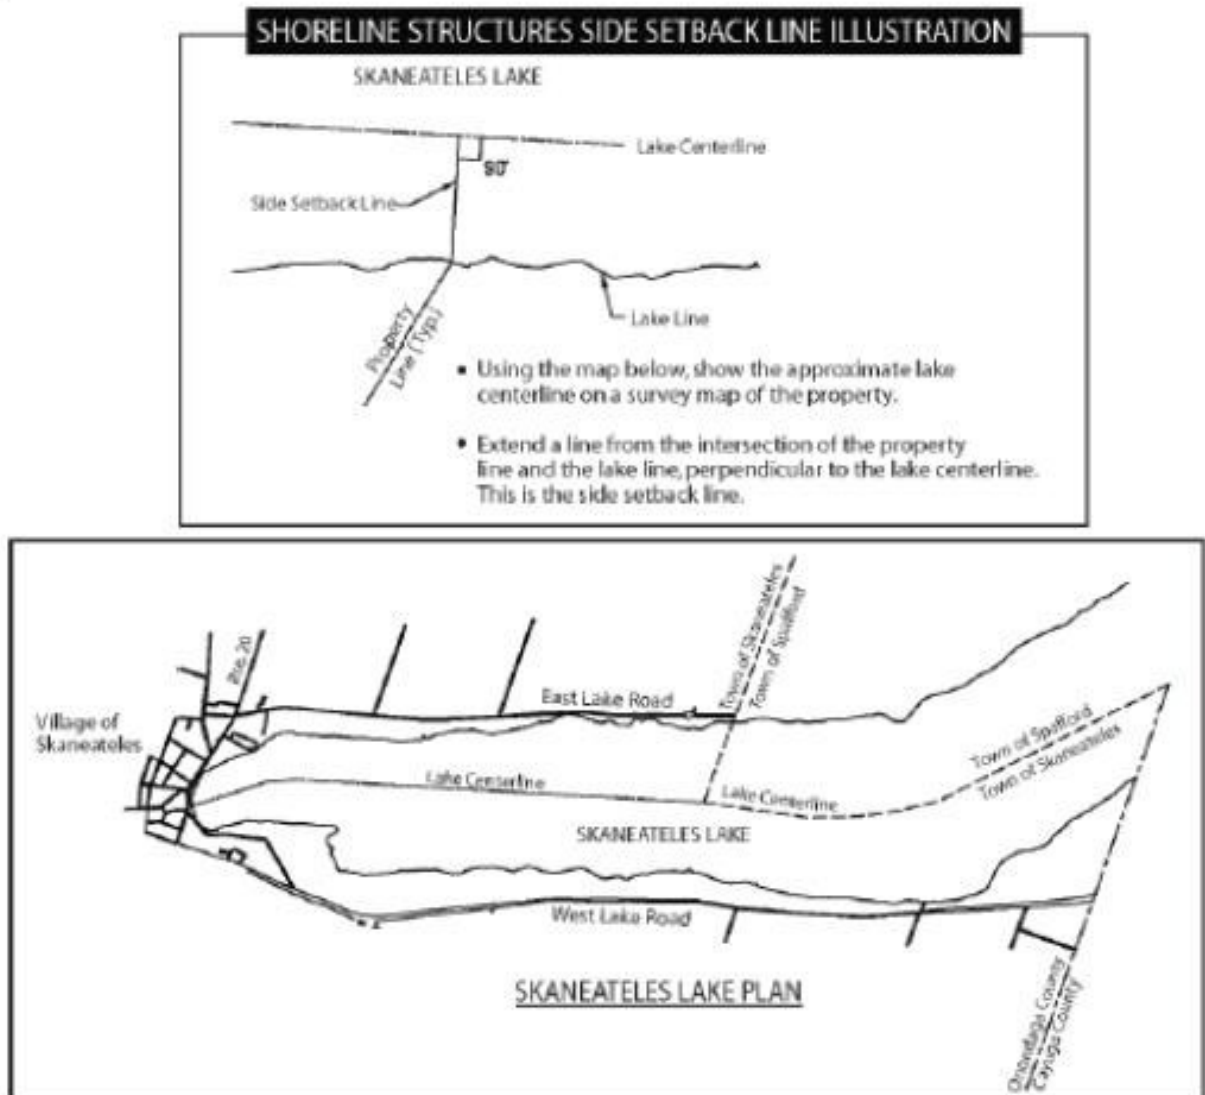 SHORELINE STRUCTURES SIDE SETBACK LINE ILLUSTRATION
SKANEATELES LAKE
Lake Centerline
90°
Side Setback Line
Lake Line
Property
Line (Typ.)
• Using the map below, show the approximate lake
centerline on a survey map of the property.
• Extend a line from the intersection of the property
line and the lake line, perpendicular to the lake centerline.
This is the side setback line.
Town of Skaneateles
Town of Spafford
Rte. 20
East Lake Road
Village of
Skaneateles
Town of Spafford
Town of Skaneateles
Lake Centerline
Lake Centerline
SKANEATELES LAKE
West Lake Road
SKANEATELES LAKE PLAN
Onondaga County
Cayuga County